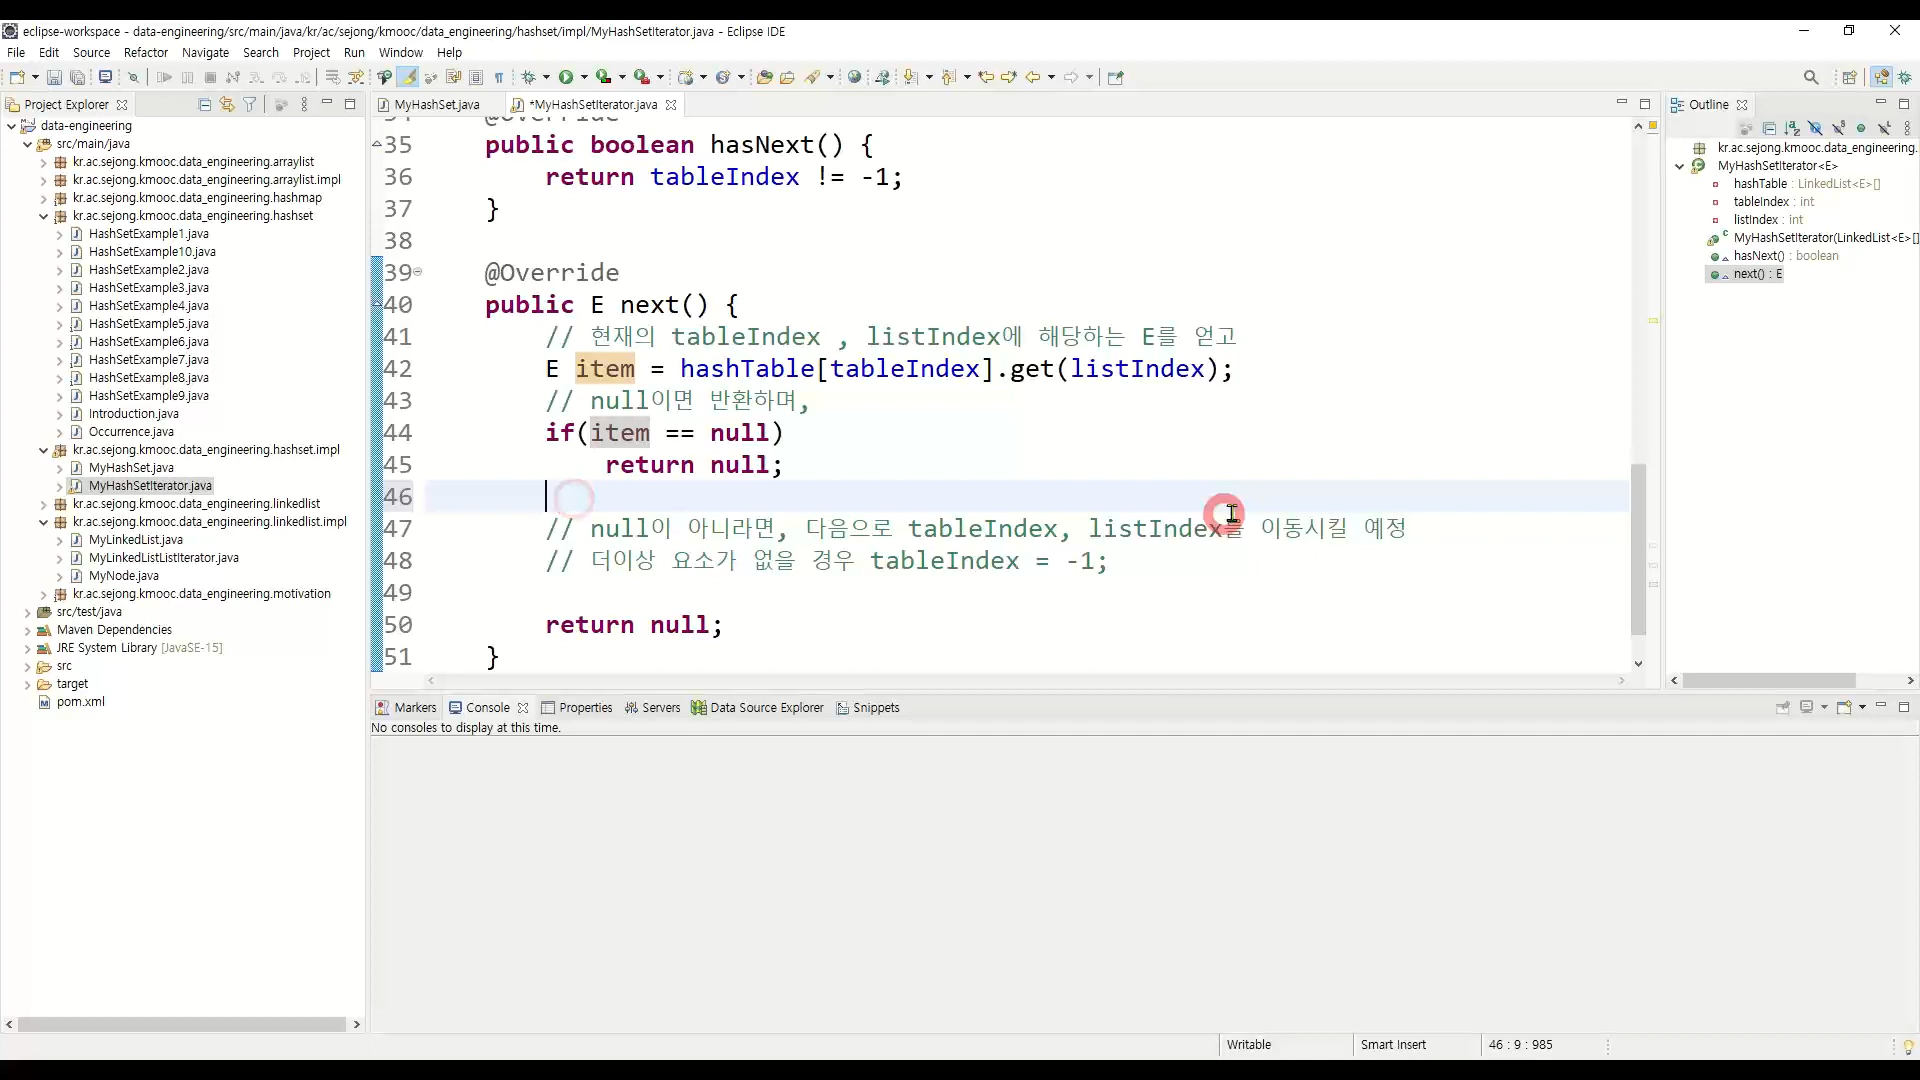 eclipse-workspace - data-engineering/src/main/java/kr/ac/sejong/kmooc/data_engineering/hashset/impl/MyHashSetIterator.java - Eclipse IDE
File Edit Source Refactor Navigate Search Project Run Window Help
Project Explorer
data-engineering
src/main/java
kr.ac.sejong.kmooc.data_engineering.arraylist
kr.ac.sejong.kmooc.data_engineering.arraylist.impl
kr.ac.sejong.kmooc.data_engineering.hashmap
kr.ac.sejong.kmooc.data_engineering.hashset
HashSetExample1.java
HashSetExample10.java
HashSetExample2.java
HashSetExample3.java
HashSetExample4.java
HashSetExample5.java
HashSetExample6.java
HashSetExample7.java
HashSetExample8.java
HashSetExample9.java
Introduction.java
Occurrence.java
kr.ac.sejong.kmooc.data_engineering.hashset.impl
MyHashSet.java
MyHashSetIterator.java
kr.ac.sejong.kmooc.data_engineering.linkedlist
kr.ac.sejong.kmooc.data_engineering.linkedlist.impl
MyLinkedList.java
MyLinkedListListIterator.java
MyNode.java
kr.ac.sejong.kmooc.data_engineering.motivation
src/test/java
Maven Dependencies
JRE System Library [JavaSE-15]
src
target
pom.xml
MyHashSet.java *MyHashSetIterator.java
34 @Override
35 public boolean hasNext() {
36 return tableIndex != -1;
37 }
38
39 @Override
40 public E next() {
41 // 현재의 tableIndex , listIndex에 해당하는 E를 얻고
42 E item = hashTable[tableIndex].get(listIndex);
43 // null이면 반환하며,
44 if(item == null)
45 return null;
46
47 // null이 아니라면, 다음으로 tableIndex, listIndex를 이동시킬 예정
48 // 더이상 요소가 없을 경우 tableIndex = -1;
49
50 return null;
51 }
Outline
kr.ac.sejong.kmooc.data_engineering.
MyHashSetIterator<E>
hashTable : LinkedList<E>[]
tableIndex : int
listIndex : int
MyHashSetIterator(LinkedList<E>[]
hasNext() : boolean
next() : E
Markers Console Properties Servers Data Source Explorer Snippets
No consoles to display at this time.
Writable Smart Insert 46 : 9 : 985